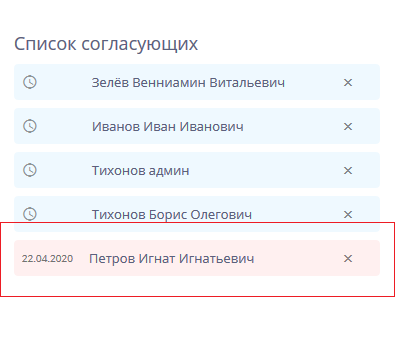 Список согласующих
Зелёв Венниамин Витальевич
Иванов Иван Иванович
Тихонов админ
Тихонов Борис Олегович
22.04.2020 Петров Игнат Игнатьевич